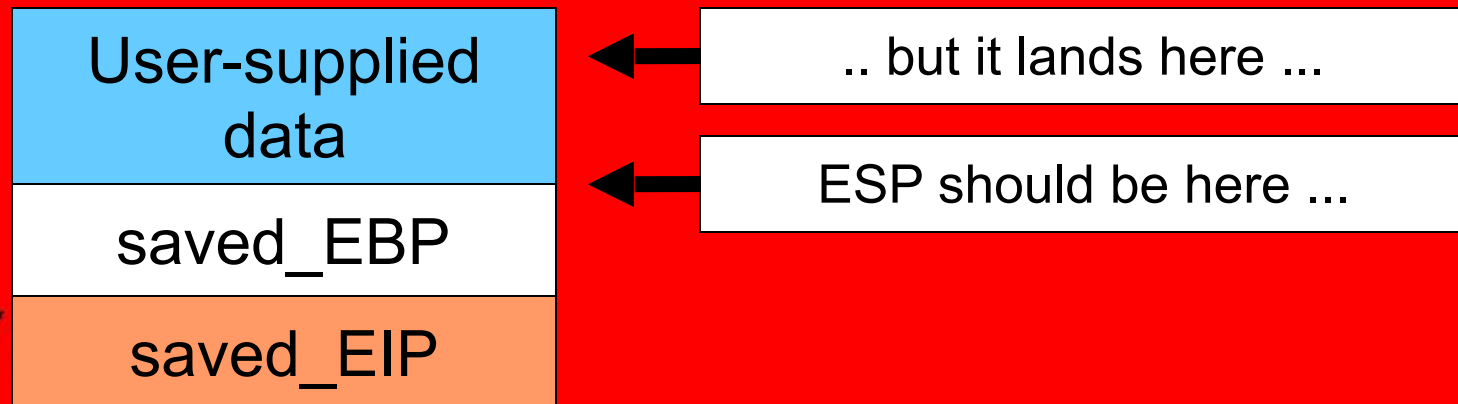 User-supplied
data
saved_EBP
saved_EIP
.. but it lands here ...
ESP should be here ...